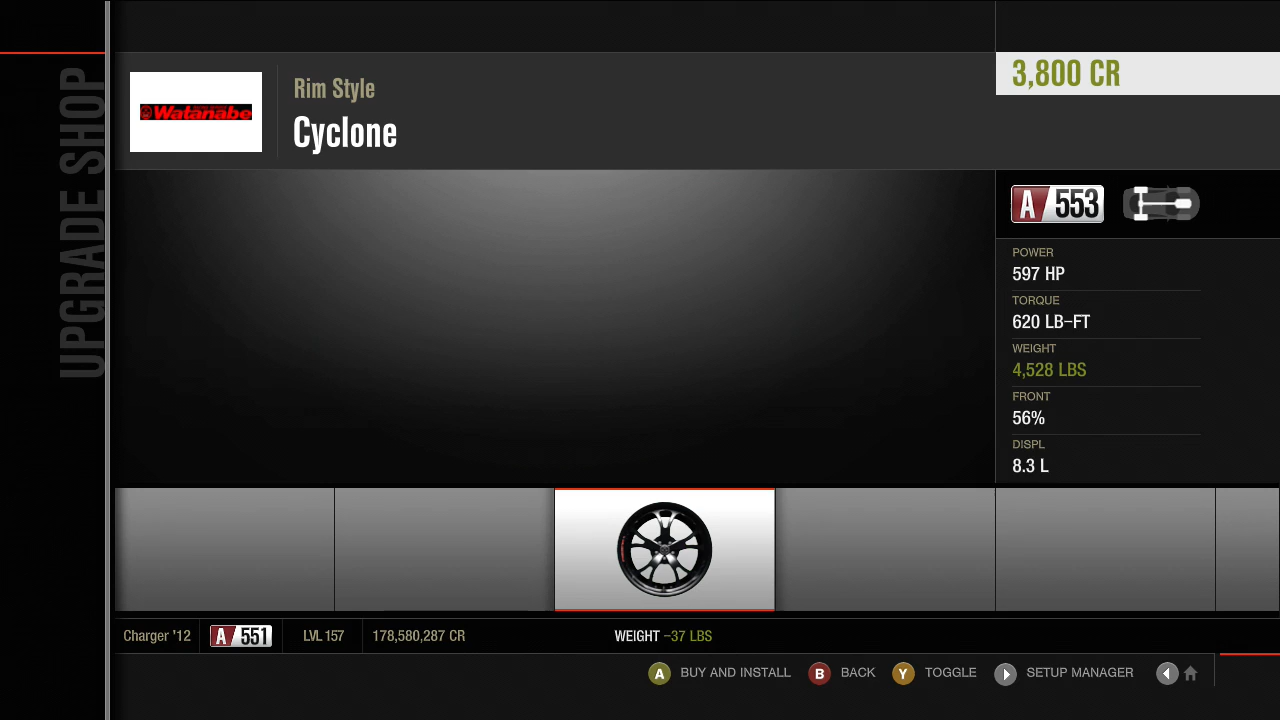 UPGRADE SHOP
Watanabe
Rim Style
Cyclone
3,800 CR
A 553
POWER
597 HP
TORQUE
620 LB-FT
WEIGHT
4,528 LBS
FRONT
56%
DISPL
8.3 L
Charger '12 A 551 LVL 157 178,580,287 CR WEIGHT -37 LBS
A BUY AND INSTALL B BACK Y TOGGLE SETUP MANAGER